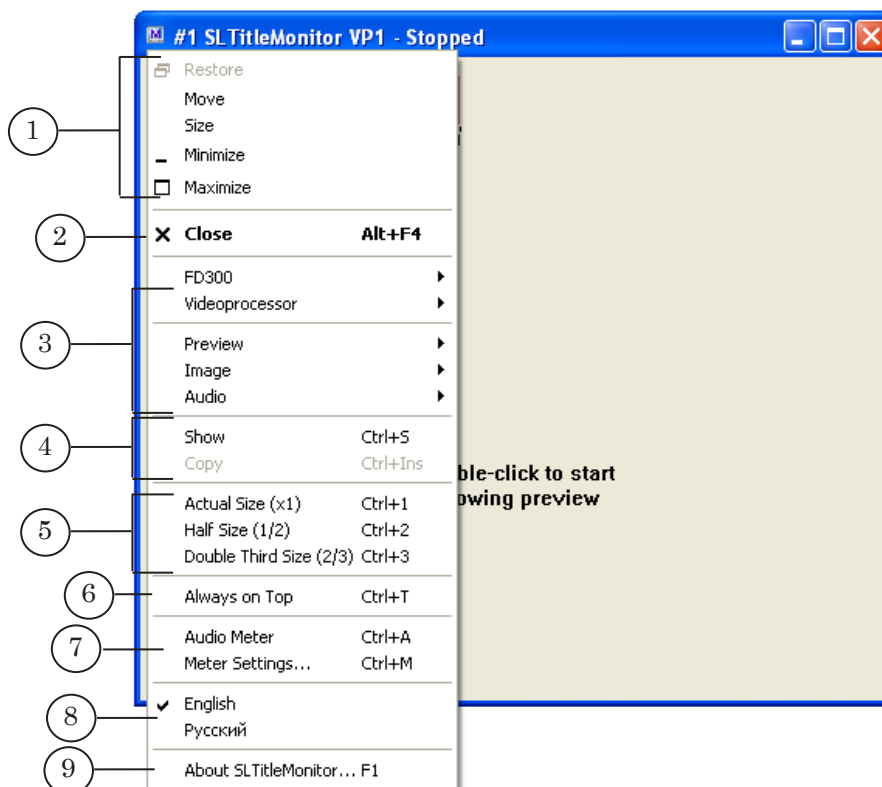 #1 SLTitleMonitor VP1 - Stopped
Restore
Move
1
Size
Minimize
Maximize
2
Close Alt+F4
FD300
Videoprocessor
3
Preview
Image
Audio
4
Show Ctrl+S
Copy Ctrl+Ins
ble-click to start
owing preview
5
Actual Size (x1) Ctrl+1
Half Size (1/2) Ctrl+2
Double Third Size (2/3) Ctrl+3
6
Always on Top Ctrl+T
7
Audio Meter Ctrl+A
Meter Settings... Ctrl+M
8
English
Русский
9
About SLTitleMonitor... F1